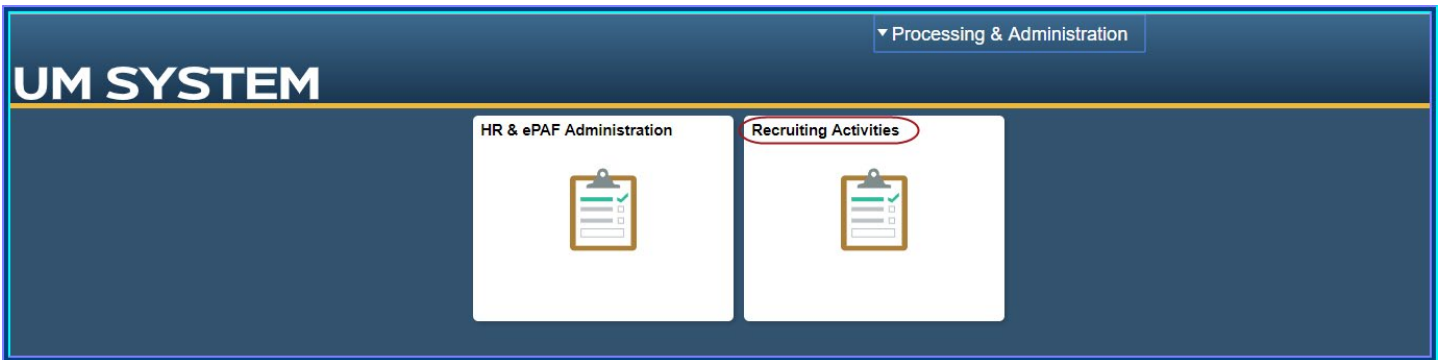 Processing & Administration
UM SYSTEM
HR & ePAF Administration
Recruiting Activities